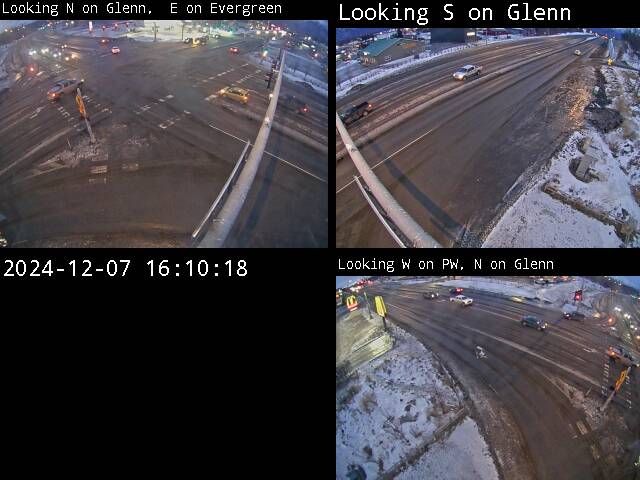 Looking N on Glenn, E on Evergreen
Looking S on Glenn
2024-12-07 16:10:18
Looking W on PW, N on Glenn